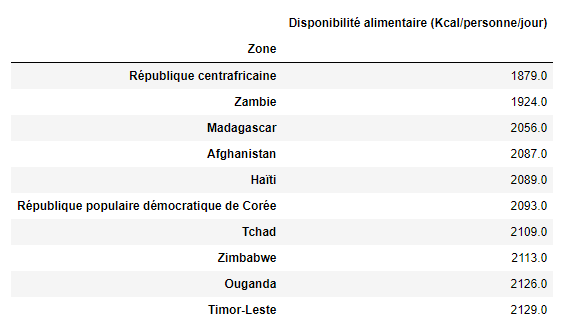 Disponibilité alimentaire (Kcal/personne/jour)
Zone
République centrafricaine 1879.0
Zambie 1924.0
Madagascar 2056.0
Afghanistan 2087.0
Haïti 2089.0
République populaire démocratique de Corée 2093.0
Tchad 2109.0
Zimbabwe 2113.0
Ouganda 2126.0
Timor-Leste 2129.0